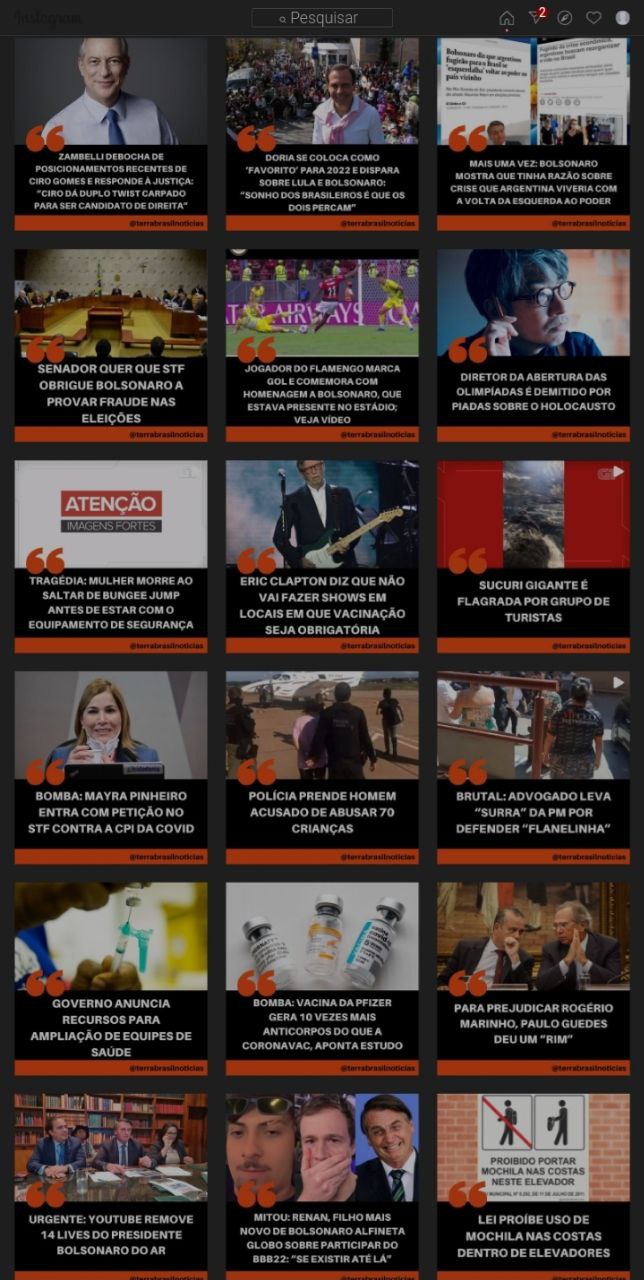 Instagram
Pesquisar
2
ZAMBELLI DEBOCHA DE
POSICIONAMENTOS RECENTES DE
CIRO GOMES E RESPONDE À JUSTIÇA:
"CIRO DÁ DUPLO TWIST CARPADO
PARA SER CANDIDATO DE DIREITA"
@terrabrasilnoticias
DORIA SE COLOCA COMO
'FAVORITO' PARA 2022 E DISPARA
SOBRE LULA E BOLSONARO:
"SONHO DOS BRASILEIROS É QUE OS
DOIS PERCAM"
@terrabrasilnoticias
Bolsonaro diz que argentinos
fugirão para o Brasil se
'esquerdalha' voltar ao poder no
país vizinho
Fugindo da crise econômica,
argentinos buscam reorganizar
a vida no Brasil
MAIS UMA VEZ: BOLSONARO
MOSTRA QUE TINHA RAZÃO SOBRE
CRISE QUE ARGENTINA VIVERIA COM
A VOLTA DA ESQUERDA AO PODER
@terrabrasilnoticias
SENADOR QUER QUE STF
OBRIGUE BOLSONARO A
PROVAR FRAUDE NAS
ELEIÇÕES
@terrabrasilnoticias
AIRWAYS
JOGADOR DO FLAMENGO MARCA
GOL E COMEMORA COM
HOMENAGEM A BOLSONARO, QUE
ESTAVA PRESENTE NO ESTÁDIO;
VEJA VÍDEO
@terrabrasilnoticias
DIRETOR DA ABERTURA DAS
OLIMPÍADAS É DEMITIDO POR
PIADAS SOBRE O HOLOCAUSTO
@terrabrasilnoticias
ATENÇÃO
IMAGENS FORTES
TRAGÉDIA: MULHER MORRE AO
SALTAR DE BUNGEE JUMP
ANTES DE ESTAR COM O
EQUIPAMENTO DE SEGURANÇA
@terrabrasilnoticias
ERIC CLAPTON DIZ QUE NÃO
VAI FAZER SHOWS EM
LOCAIS EM QUE VACINAÇÃO
SEJA OBRIGATÓRIA
@terrabrasilnoticias
SUCURI GIGANTE É
FLAGRADA POR GRUPO DE
TURISTAS
@terrabrasilnoticias
BOMBA: MAYRA PINHEIRO
ENTRA COM PETIÇÃO NO
STF CONTRA A CPI DA COVID
@terrabrasilnoticias
POLÍCIA PRENDE HOMEM
ACUSADO DE ABUSAR 70
CRIANÇAS
@terrabrasilnoticias
BRUTAL: ADVOGADO LEVA
"SURRA" DA PM POR
DEFENDER "FLANELINHA"
@terrabrasilnoticias
GOVERNO ANUNCIA
RECURSOS PARA
AMPLIAÇÃO DE EQUIPES DE
SAÚDE
@terrabrasilnoticias
BOMBA: VACINA DA PFIZER
GERA 10 VEZES MAIS
ANTICORPOS DO QUE A
CORONAVAC, APONTA ESTUDO
@terrabrasilnoticias
PARA PREJUDICAR ROGÉRIO
MARINHO, PAULO GUEDES
DEU UM "RIM"
@terrabrasilnoticias
URGENTE: YOUTUBE REMOVE
14 LIVES DO PRESIDENTE
BOLSONARO DO AR
@terrabrasilnoticias
MITOU: RENAN, FILHO MAIS
NOVO DE BOLSONARO ALFINETA
GLOBO SOBRE PARTICIPAR DO
BBB22: "SE EXISTIR ATÉ LÁ"
@terrabrasilnoticias
PROIBIDO PORTAR
MOCHILA NAS COSTAS
NESTE ELEVADOR
LEI PROÍBE USO DE
MOCHILA NAS COSTAS
DENTRO DE ELEVADORES
@terrabrasilnoticias